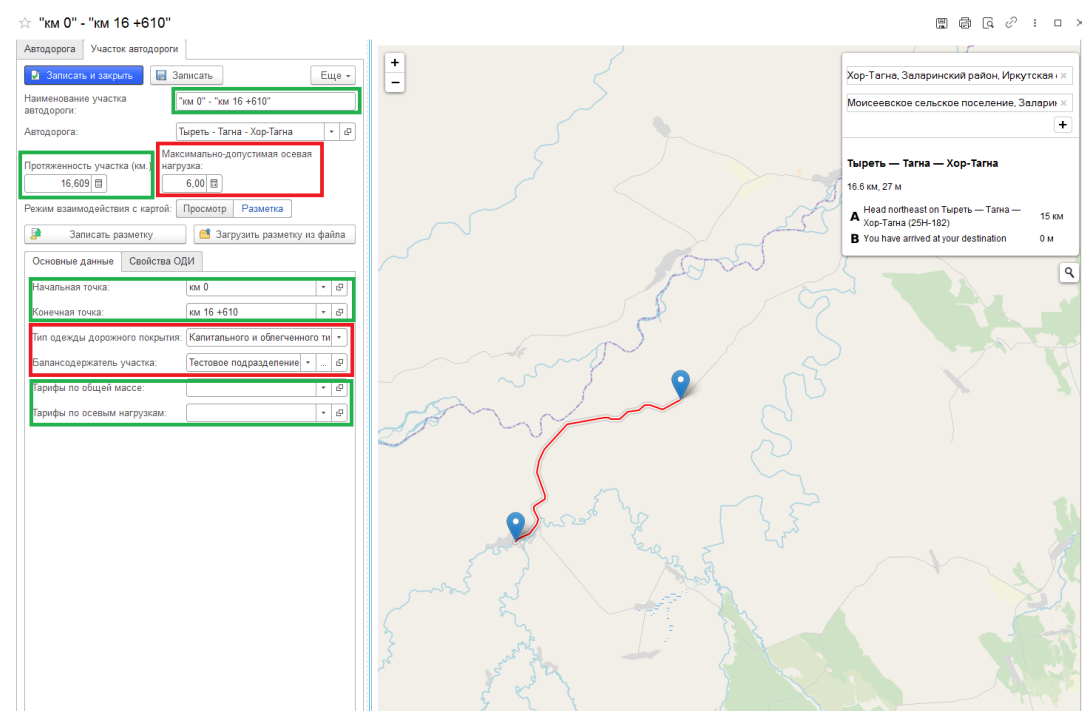 "км 0" - "км 16 +610"
Автодорога
Участок автодороги
Записать и закрыть
Записать
Еще
Наименование участка
автодороги:
"км 0" - "км 16 +610"
Автодорога:
Тыреть - Тагна - Хор-Тагна
Протяженность участка (км.)
16,609
Максимально-допустимая осевая
нагрузка:
6,00
Режим взаимодействия с картой:
Просмотр
Разметка
Записать разметку
Загрузить разметку из файла
Основные данные
Свойства ОДИ
Начальная точка:
км 0
Конечная точка:
км 16 +610
Тип одежды дорожного покрытия:
Капитального и облегченного ти
Балансодержатель участка:
Тестовое подразделение
...
Тарифы по общей массе:
Тарифы по осевым нагрузкам:
+
−
Хор-Тагна, Заларинский район, Иркутская
Моисеевское сельское поселение, Залари
+
Тыреть — Тагна — Хор-Тагна
16.6 км, 27 м
A Head northeast on Тыреть — Тагна —
Хор-Тагна (25Н-182)
15 км
B You have arrived at your destination
0 м